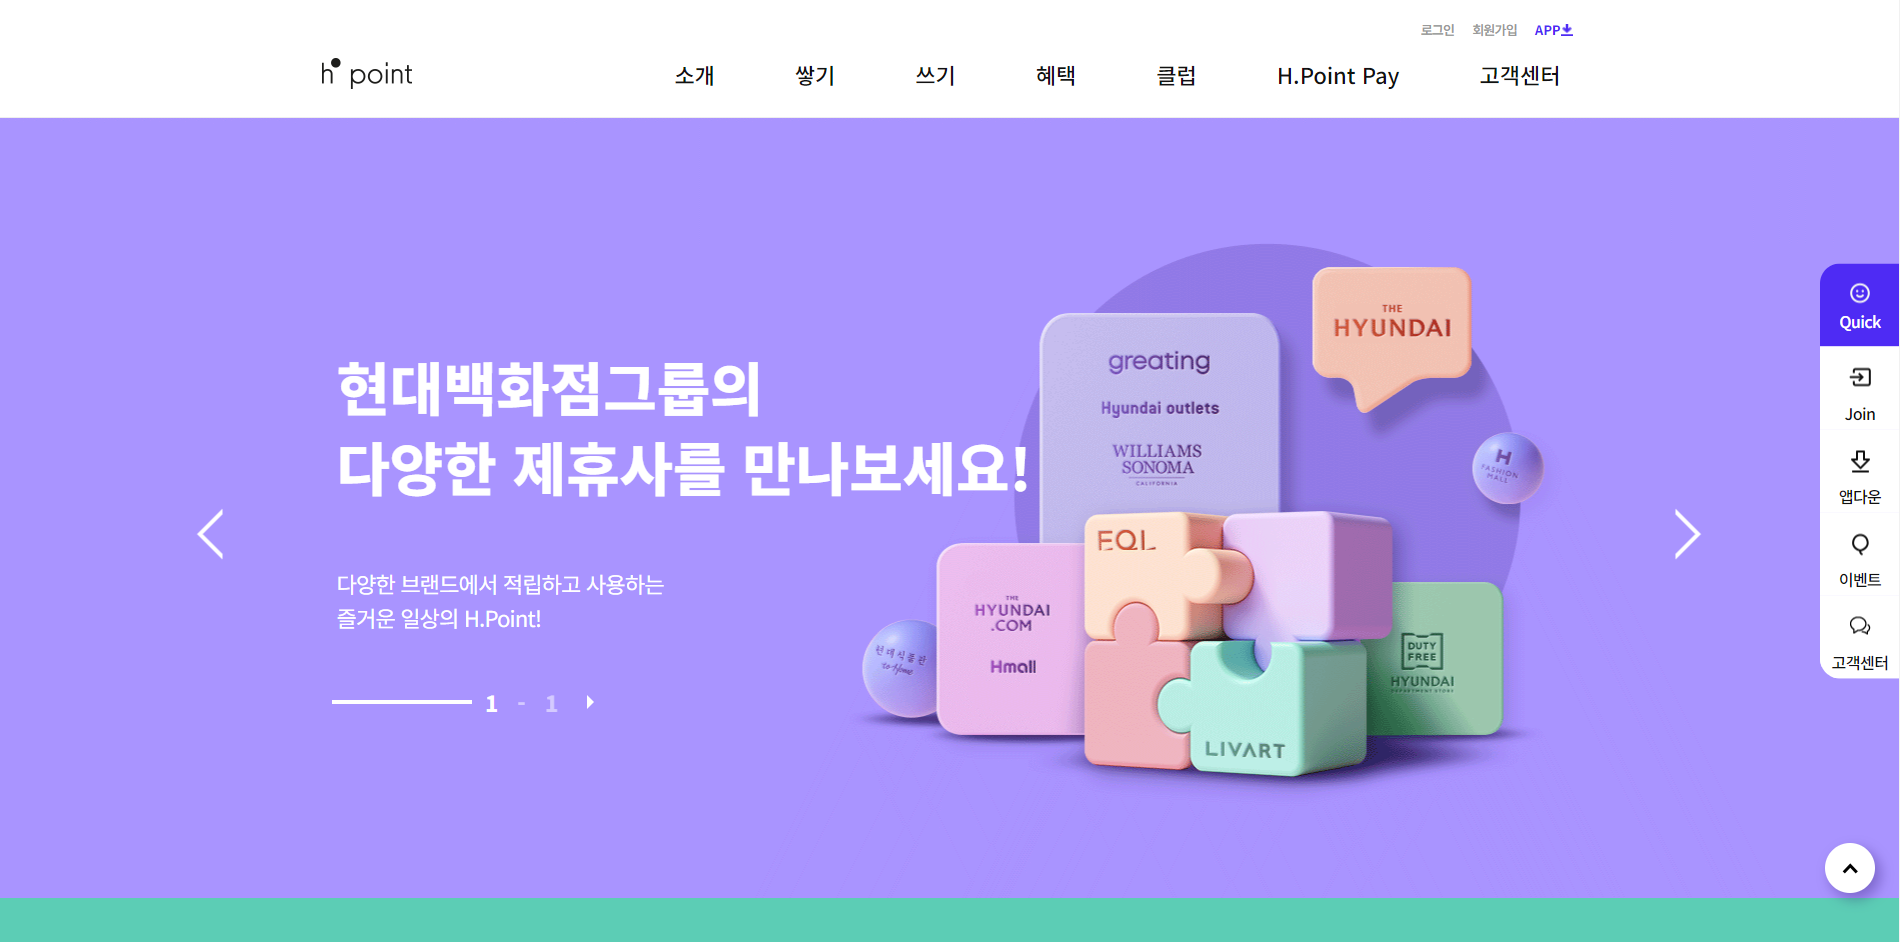 로그인 회원가입 APP
h point 소개 쌓기 쓰기 혜택 클럽 H.Point Pay 고객센터
현대백화점그룹의
다양한 제휴사를 만나보세요!
다양한 브랜드에서 적립하고 사용하는
즐거운 일상의 H.Point!
1 - 1
greating
Hyundai outlets
WILLIAMS
SONOMA
CALIFORNIA
THE
HYUNDAI
H
FASHION
MALL
EQL
THE
HYUNDAI
.COM
Hmall
현대식품관
to Home
DUTY
FREE
HYUNDAI
DEPARTMENT STORE
LIVART
Quick
Join
앱다운
이벤트
고객센터